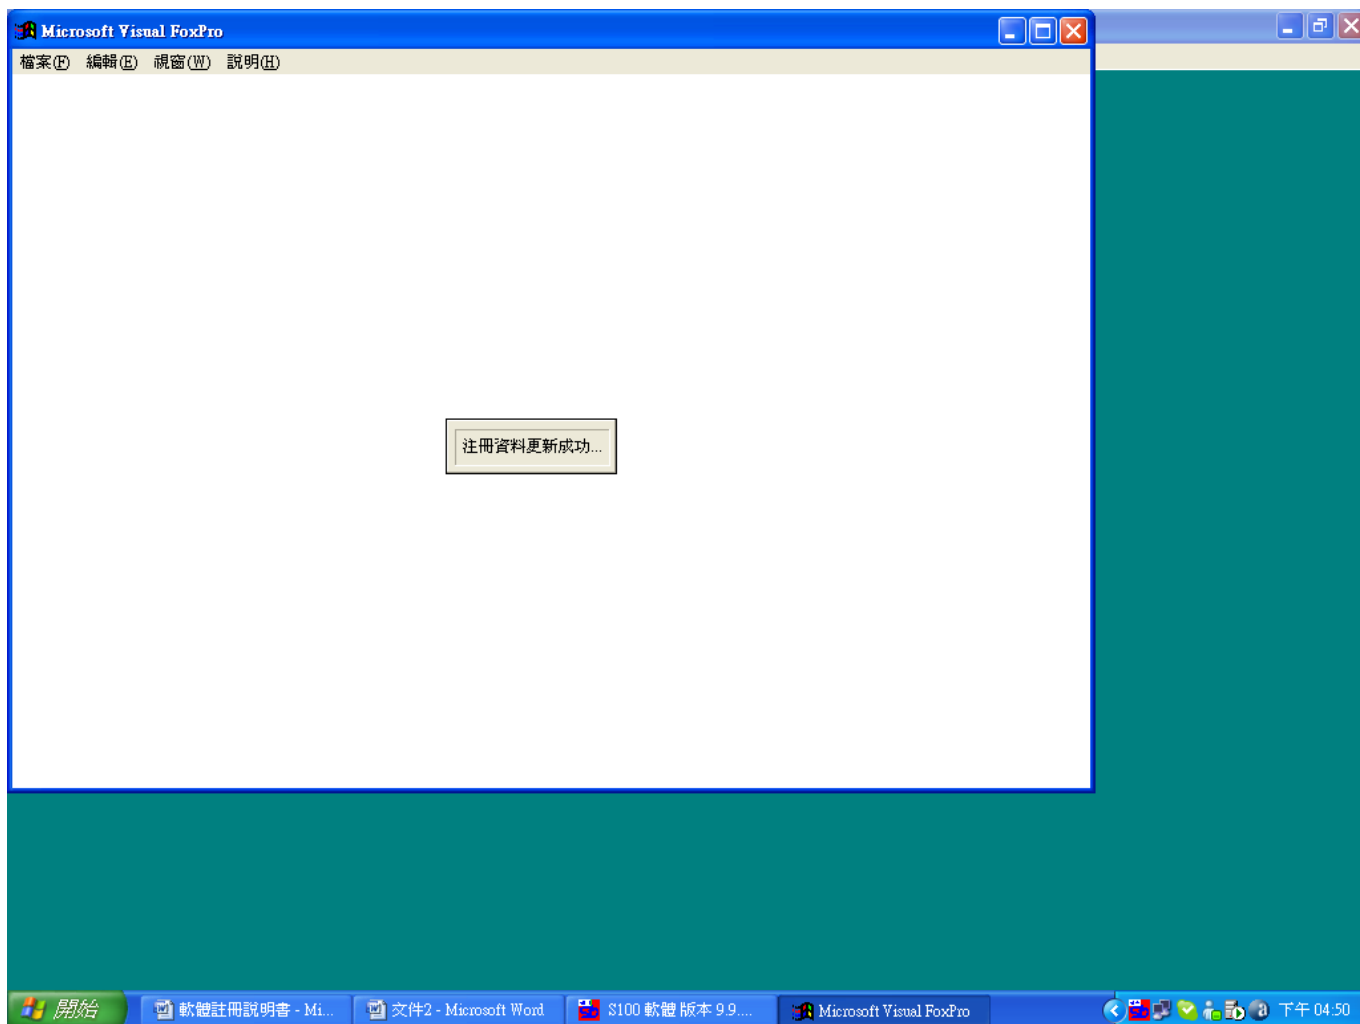 Microsoft Visual FoxPro
檔案(F) 編輯(E) 視窗(W) 說明(H)
注冊資料更新成功...
開始 軟體註冊說明書 - Mi... 文件2 - Microsoft Word S100 軟體 版本 9.9.... Microsoft Visual FoxPro 下午 04:50